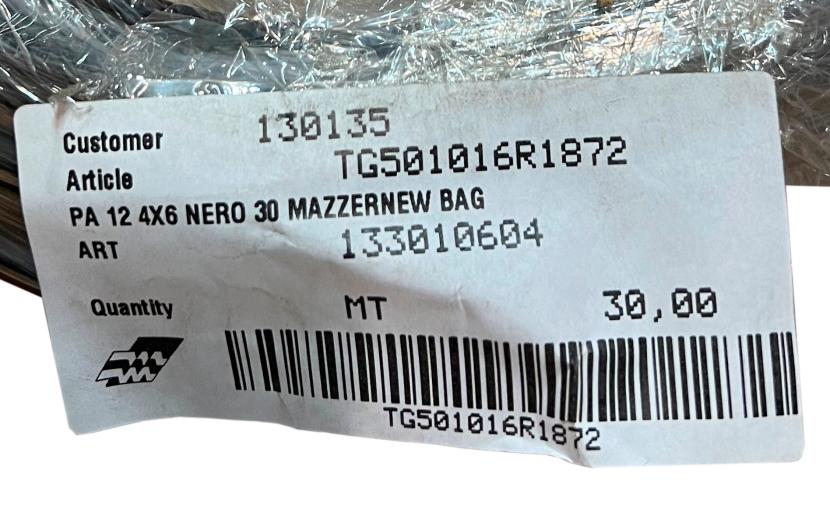 Customer 130135
Article TG501016R1872
PA 12 4X6 NERO 30 MAZZERNEW BAG
ART 133010604
Quantity MT 30,00
TG501016R1872